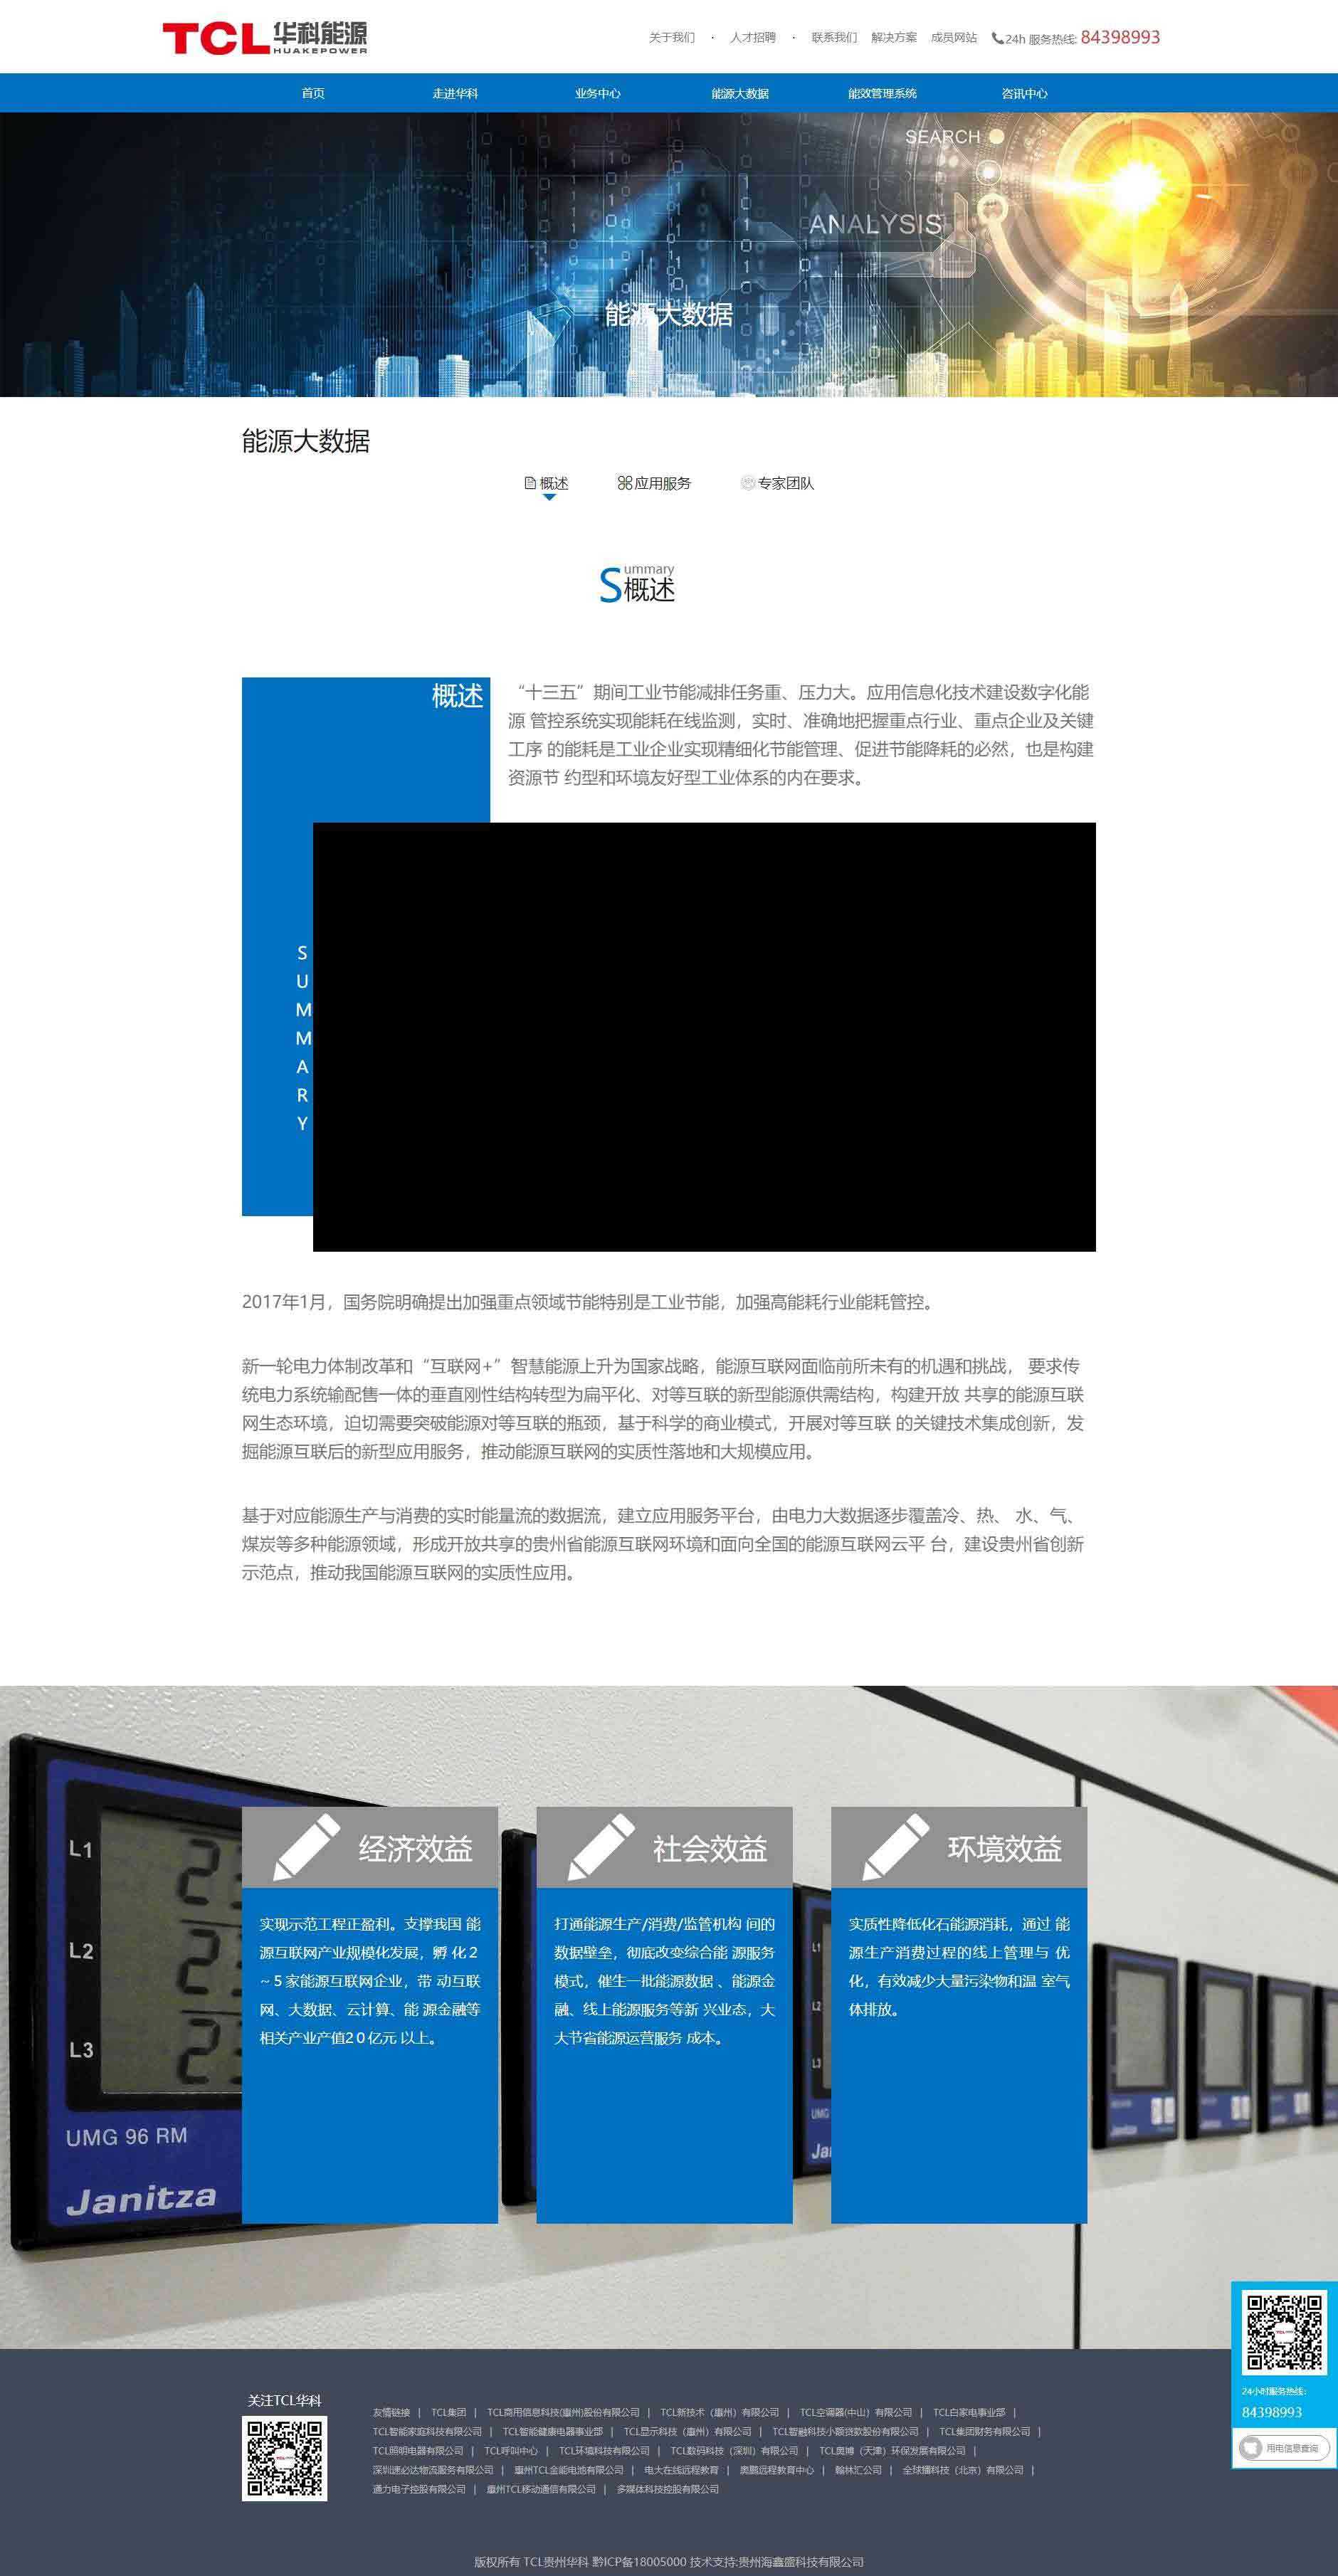 TCL 华科能源
HUAKEPOWER
关于我们 · 人才招聘 · 联系我们 解决方案 成员网站 24h 服务热线: 84398993
首页 走进华科 业务中心 能源大数据 能效管理系统 咨讯中心
SEARCH
ANALYSIS
能源大数据
能源大数据
概述 应用服务 专家团队
Summary
概述
概述
“十三五”期间工业节能减排任务重、压力大。应用信息化技术建设数字化能
源 管控系统实现能耗在线监测，实时、准确地把握重点行业、重点企业及关键
工序 的能耗是工业企业实现精细化节能管理、促进节能降耗的必然，也是构建
资源节 约型和环境友好型工业体系的内在要求。
S
U
M
M
A
R
Y
2017年1月，国务院明确提出加强重点领域节能特别是工业节能，加强高能耗行业能耗管控。
新一轮电力体制改革和“互联网+”智慧能源上升为国家战略，能源互联网面临前所未有的机遇和挑战， 要求传
统电力系统输配售一体的垂直刚性结构转型为扁平化、对等互联的新型能源供需结构，构建开放 共享的能源互联
网生态环境，迫切需要突破能源对等互联的瓶颈，基于科学的商业模式，开展对等互联 的关键技术集成创新，发
掘能源互联后的新型应用服务，推动能源互联网的实质性落地和大规模应用。
基于对应能源生产与消费的实时能量流的数据流，建立应用服务平台，由电力大数据逐步覆盖冷、热、 水、气、
煤炭等多种能源领域，形成开放共享的贵州省能源互联网环境和面向全国的能源互联网云平 台，建设贵州省创新
示范点，推动我国能源互联网的实质性应用。
L1
L2
L3
UMG 96 RM
Janitza
经济效益
实现示范工程正盈利。支撑我国 能
源互联网产业规模化发展，孵 化２
～５家能源互联网企业，带 动互联
网、大数据、云计算、能 源金融等
相关产业产值2０亿元 以上。
社会效益
打通能源生产/消费/监管机构 间的
数据壁垒，彻底改变综合能 源服务
模式，催生一批能源数据 、能源金
融、线上能源服务等新 兴业态，大
大节省能源运营服务 成本。
环境效益
实质性降低化石能源消耗，通过 能
源生产消费过程的线上管理与 优
化，有效减少大量污染物和温 室气
体排放。
L1
L2
L3
24小时服务热线：
84398993
用电信息查询
关注TCL华科
友情链接 | TCL集团 | TCL商用信息科技(惠州)股份有限公司 | TCL新技术（惠州）有限公司 | TCL空调器(中山）有限公司 | TCL白家电事业部 |
TCL智能家庭科技有限公司 | TCL智能健康电器事业部 | TCL显示科技（惠州）有限公司 | TCL智融科技小额贷款股份有限公司 | TCL集团财务有限公司 |
TCL照明电器有限公司 | TCL呼叫中心 | TCL环境科技有限公司 | TCL数码科技（深圳）有限公司 | TCL奥博（天津）环保发展有限公司 |
深圳速必达物流服务有限公司 | 惠州TCL金能电池有限公司 | 电大在线远程教育 | 奥鹏远程教育中心 | 翰林汇公司 | 全球播科技（北京）有限公司 |
通力电子控股有限公司 | 惠州TCL移动通信有限公司 | 多媒体科技控股有限公司
版权所有 TCL贵州华科 黔ICP备18005000 技术支持:贵州海鑫盛科技有限公司